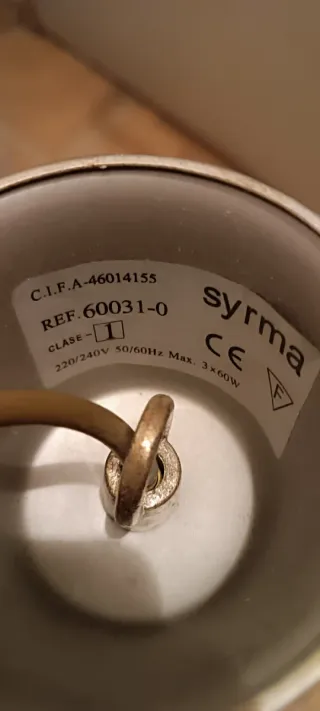 C.I.F.A-46014155
syrma
REF.60031-0
CLASE-I
CE
220/240V 50/60Hz Max. 3x60W
F